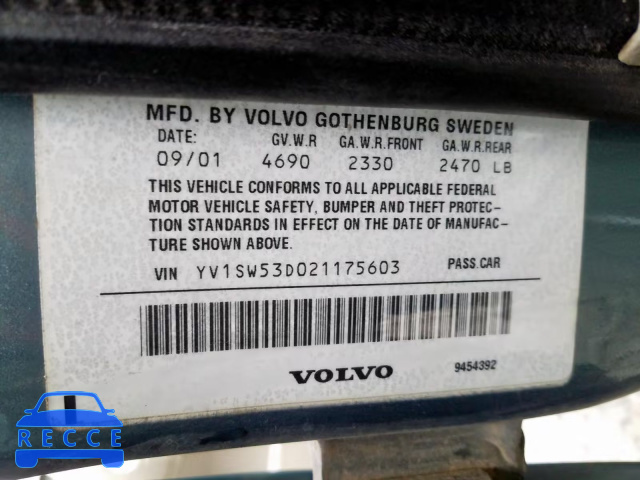 MFD. BY VOLVO GOTHENBURG SWEDEN
DATE: GV.W.R GA.W.R.FRONT GA.W.R.REAR
09/01 4690 2330 2470 LB
THIS VEHICLE CONFORMS TO ALL APPLICABLE FEDERAL
MOTOR VEHICLE SAFETY, BUMPER AND THEFT PROTEC-
TION STANDARDS IN EFFECT ON THE DATE OF MANUFAC-
TURE SHOWN ABOVE.
VIN YV1SW53D021175603 PASS.CAR
VOLVO 9454392
RECCE